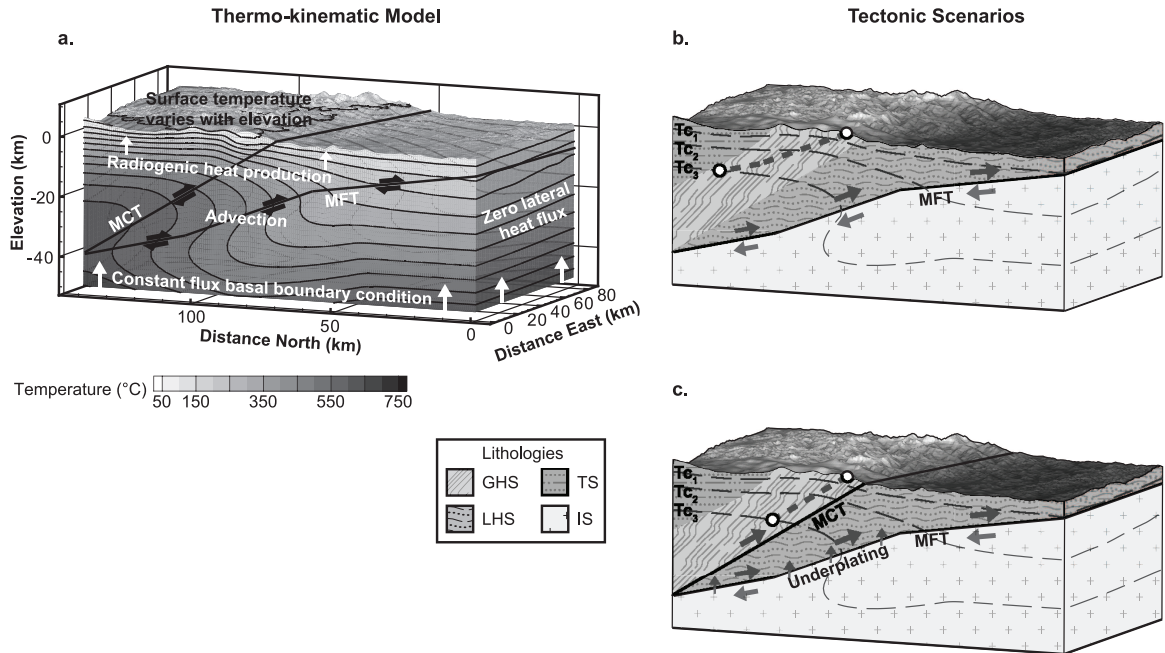 Thermo-kinematic Model
Tectonic Scenarios
a.
Surface temperature
varies with elevation
Radiogenic heat production
MCT
Advection
MFT
Zero lateral
heat flux
Constant flux basal boundary condition
Elevation (km)
0
-20
-40
100
50
0
Distance North (km)
0 20 40 60 80
Distance East (km)
Temperature (°C)
50 150 350 550 750
Lithologies
GHS
TS
LHS
IS
b.
Tc1
Tc2
Tc3
MFT
c.
Tc1
Tc2
Tc3
MCT
Underplating
MFT